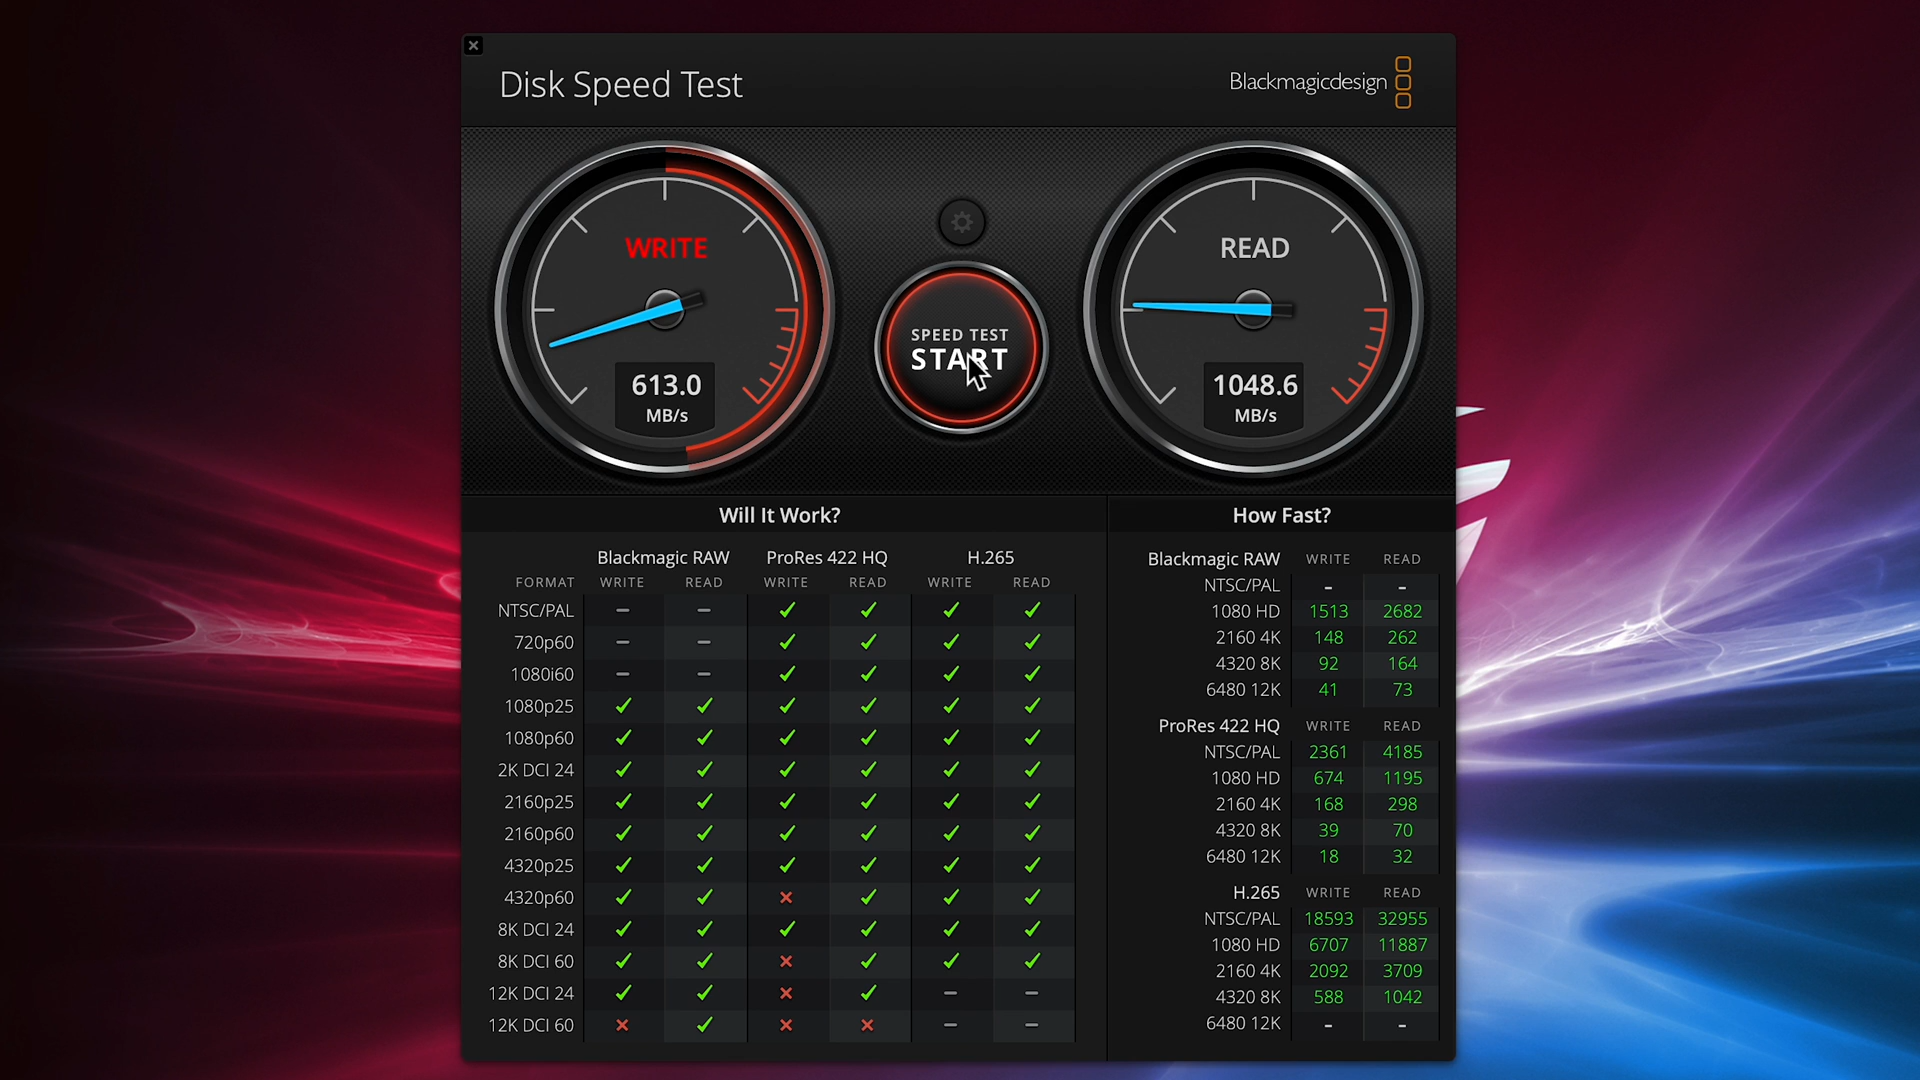 Disk Speed Test
Blackmagicdesign
WRITE
613.0
MB/s
SPEED TEST
START
READ
1048.6
MB/s
Will It Work?
Blackmagic RAW ProRes 422 HQ H.265
FORMAT WRITE READ WRITE READ WRITE READ
NTSC/PAL – – ✓ ✓ ✓ ✓
720p60 – – ✓ ✓ ✓ ✓
1080i60 – – ✓ ✓ ✓ ✓
1080p25 ✓ ✓ ✓ ✓ ✓ ✓
1080p60 ✓ ✓ ✓ ✓ ✓ ✓
2K DCI 24 ✓ ✓ ✓ ✓ ✓ ✓
2160p25 ✓ ✓ ✓ ✓ ✓ ✓
2160p60 ✓ ✓ ✓ ✓ ✓ ✓
4320p25 ✓ ✓ ✓ ✓ ✓ ✓
4320p60 ✓ ✓ × ✓ ✓ ✓
8K DCI 24 ✓ ✓ ✓ ✓ ✓ ✓
8K DCI 60 ✓ ✓ × ✓ ✓ ✓
12K DCI 24 ✓ ✓ × ✓ – –
12K DCI 60 × ✓ × × – –
How Fast?
Blackmagic RAW WRITE READ
NTSC/PAL - -
1080 HD 1513 2682
2160 4K 148 262
4320 8K 92 164
6480 12K 41 73
ProRes 422 HQ WRITE READ
NTSC/PAL 2361 4185
1080 HD 674 1195
2160 4K 168 298
4320 8K 39 70
6480 12K 18 32
H.265 WRITE READ
NTSC/PAL 18593 32955
1080 HD 6707 11887
2160 4K 2092 3709
4320 8K 588 1042
6480 12K - -